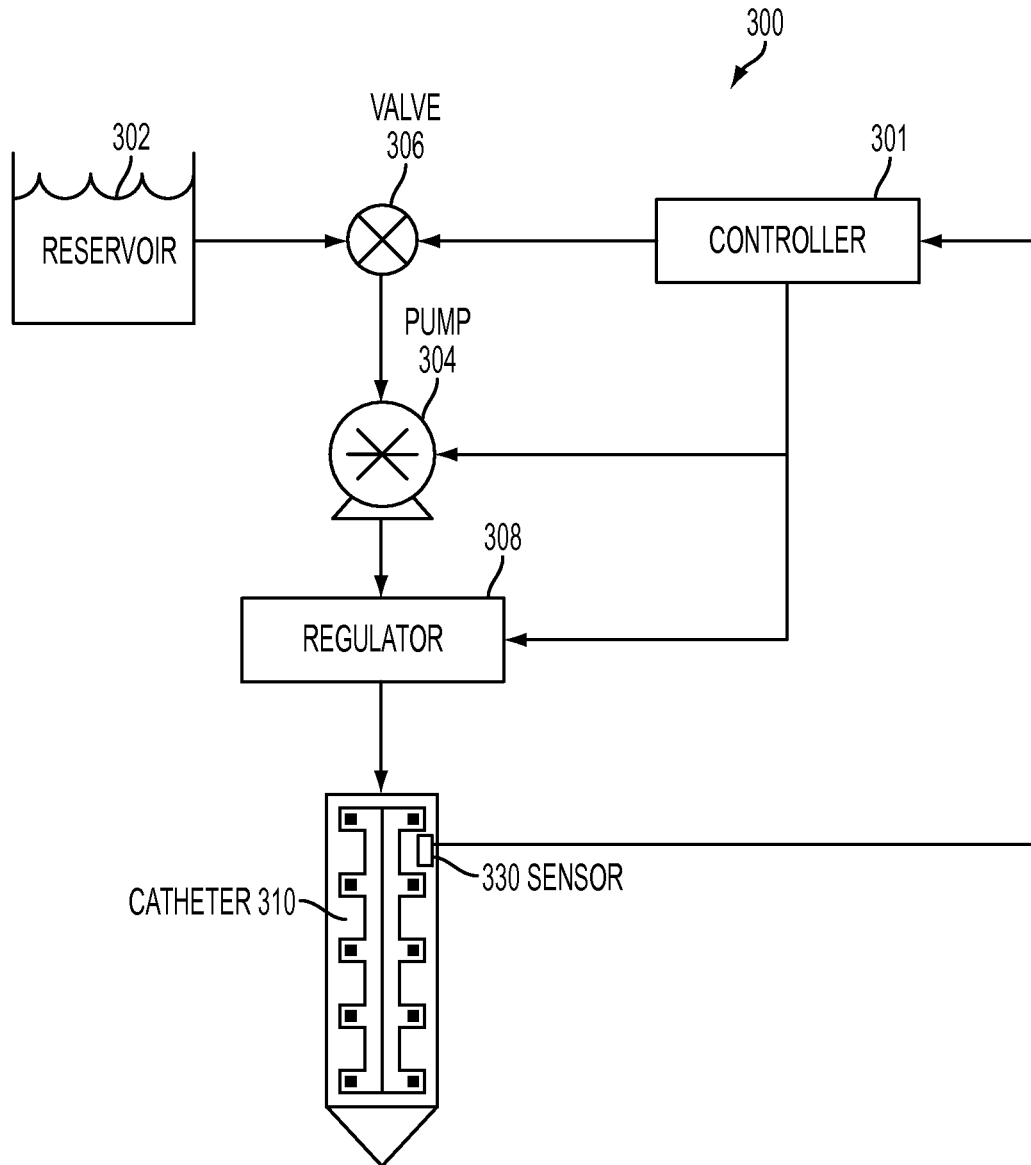 300
VALVE
306
302
301
RESERVOIR
CONTROLLER
PUMP
304
308
REGULATOR
330 SENSOR
CATHETER 310